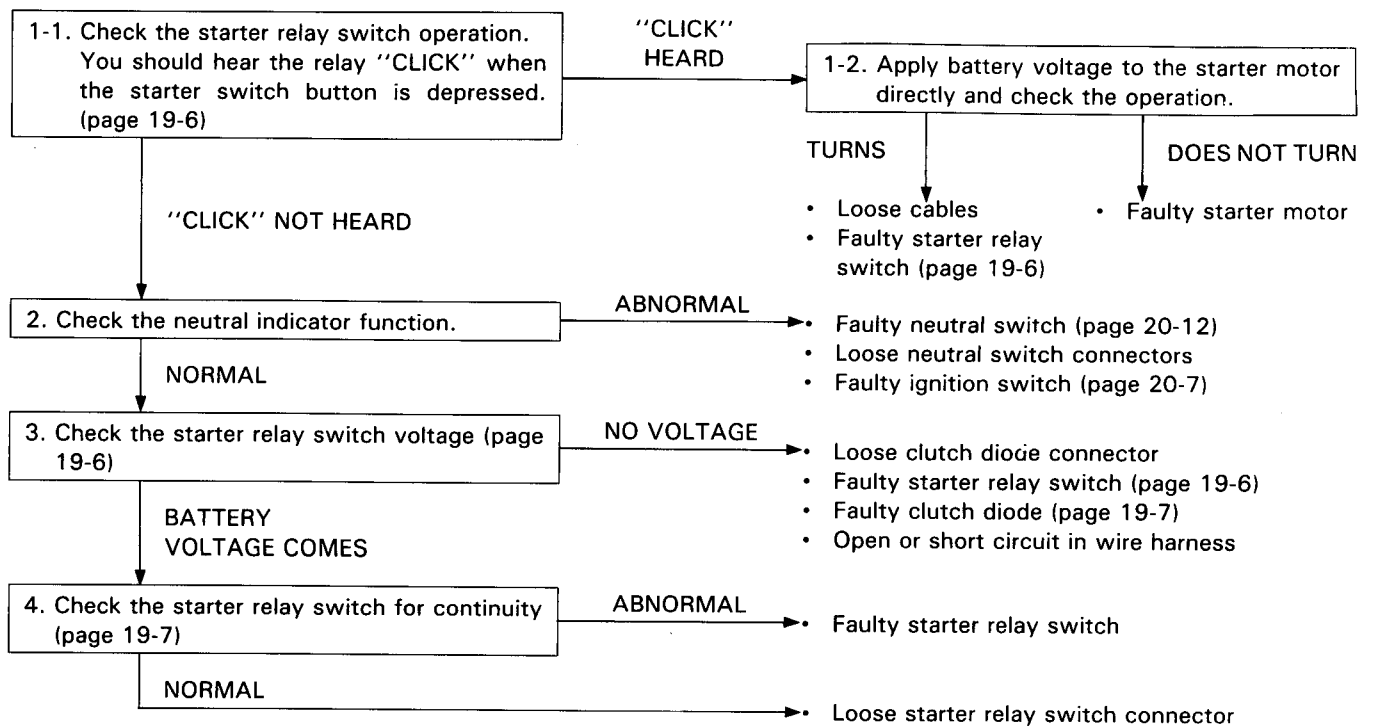 1-1. Check the starter relay switch operation.
You should hear the relay ''CLICK'' when
the starter switch button is depressed.
(page 19-6)
''CLICK''
HEARD
1-2. Apply battery voltage to the starter motor
directly and check the operation.
TURNS
DOES NOT TURN
• Loose cables
• Faulty starter relay
switch (page 19-6)
• Faulty starter motor
''CLICK'' NOT HEARD
2. Check the neutral indicator function.
ABNORMAL
• Faulty neutral switch (page 20-12)
• Loose neutral switch connectors
• Faulty ignition switch (page 20-7)
NORMAL
3. Check the starter relay switch voltage (page
19-6)
NO VOLTAGE
• Loose clutch diode connector
• Faulty starter relay switch (page 19-6)
• Faulty clutch diode (page 19-7)
• Open or short circuit in wire harness
BATTERY
VOLTAGE COMES
4. Check the starter relay switch for continuity
(page 19-7)
ABNORMAL
• Faulty starter relay switch
NORMAL
• Loose starter relay switch connector